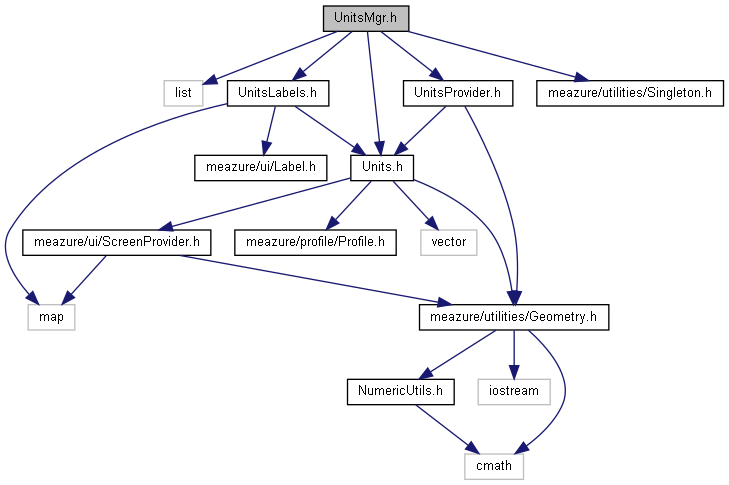 UnitsMgr.h
list
UnitsLabels.h
UnitsProvider.h
meazure/utilities/Singleton.h
meazure/ui/Label.h
Units.h
meazure/ui/ScreenProvider.h
meazure/profile/Profile.h
vector
map
meazure/utilities/Geometry.h
NumericUtils.h
iostream
cmath